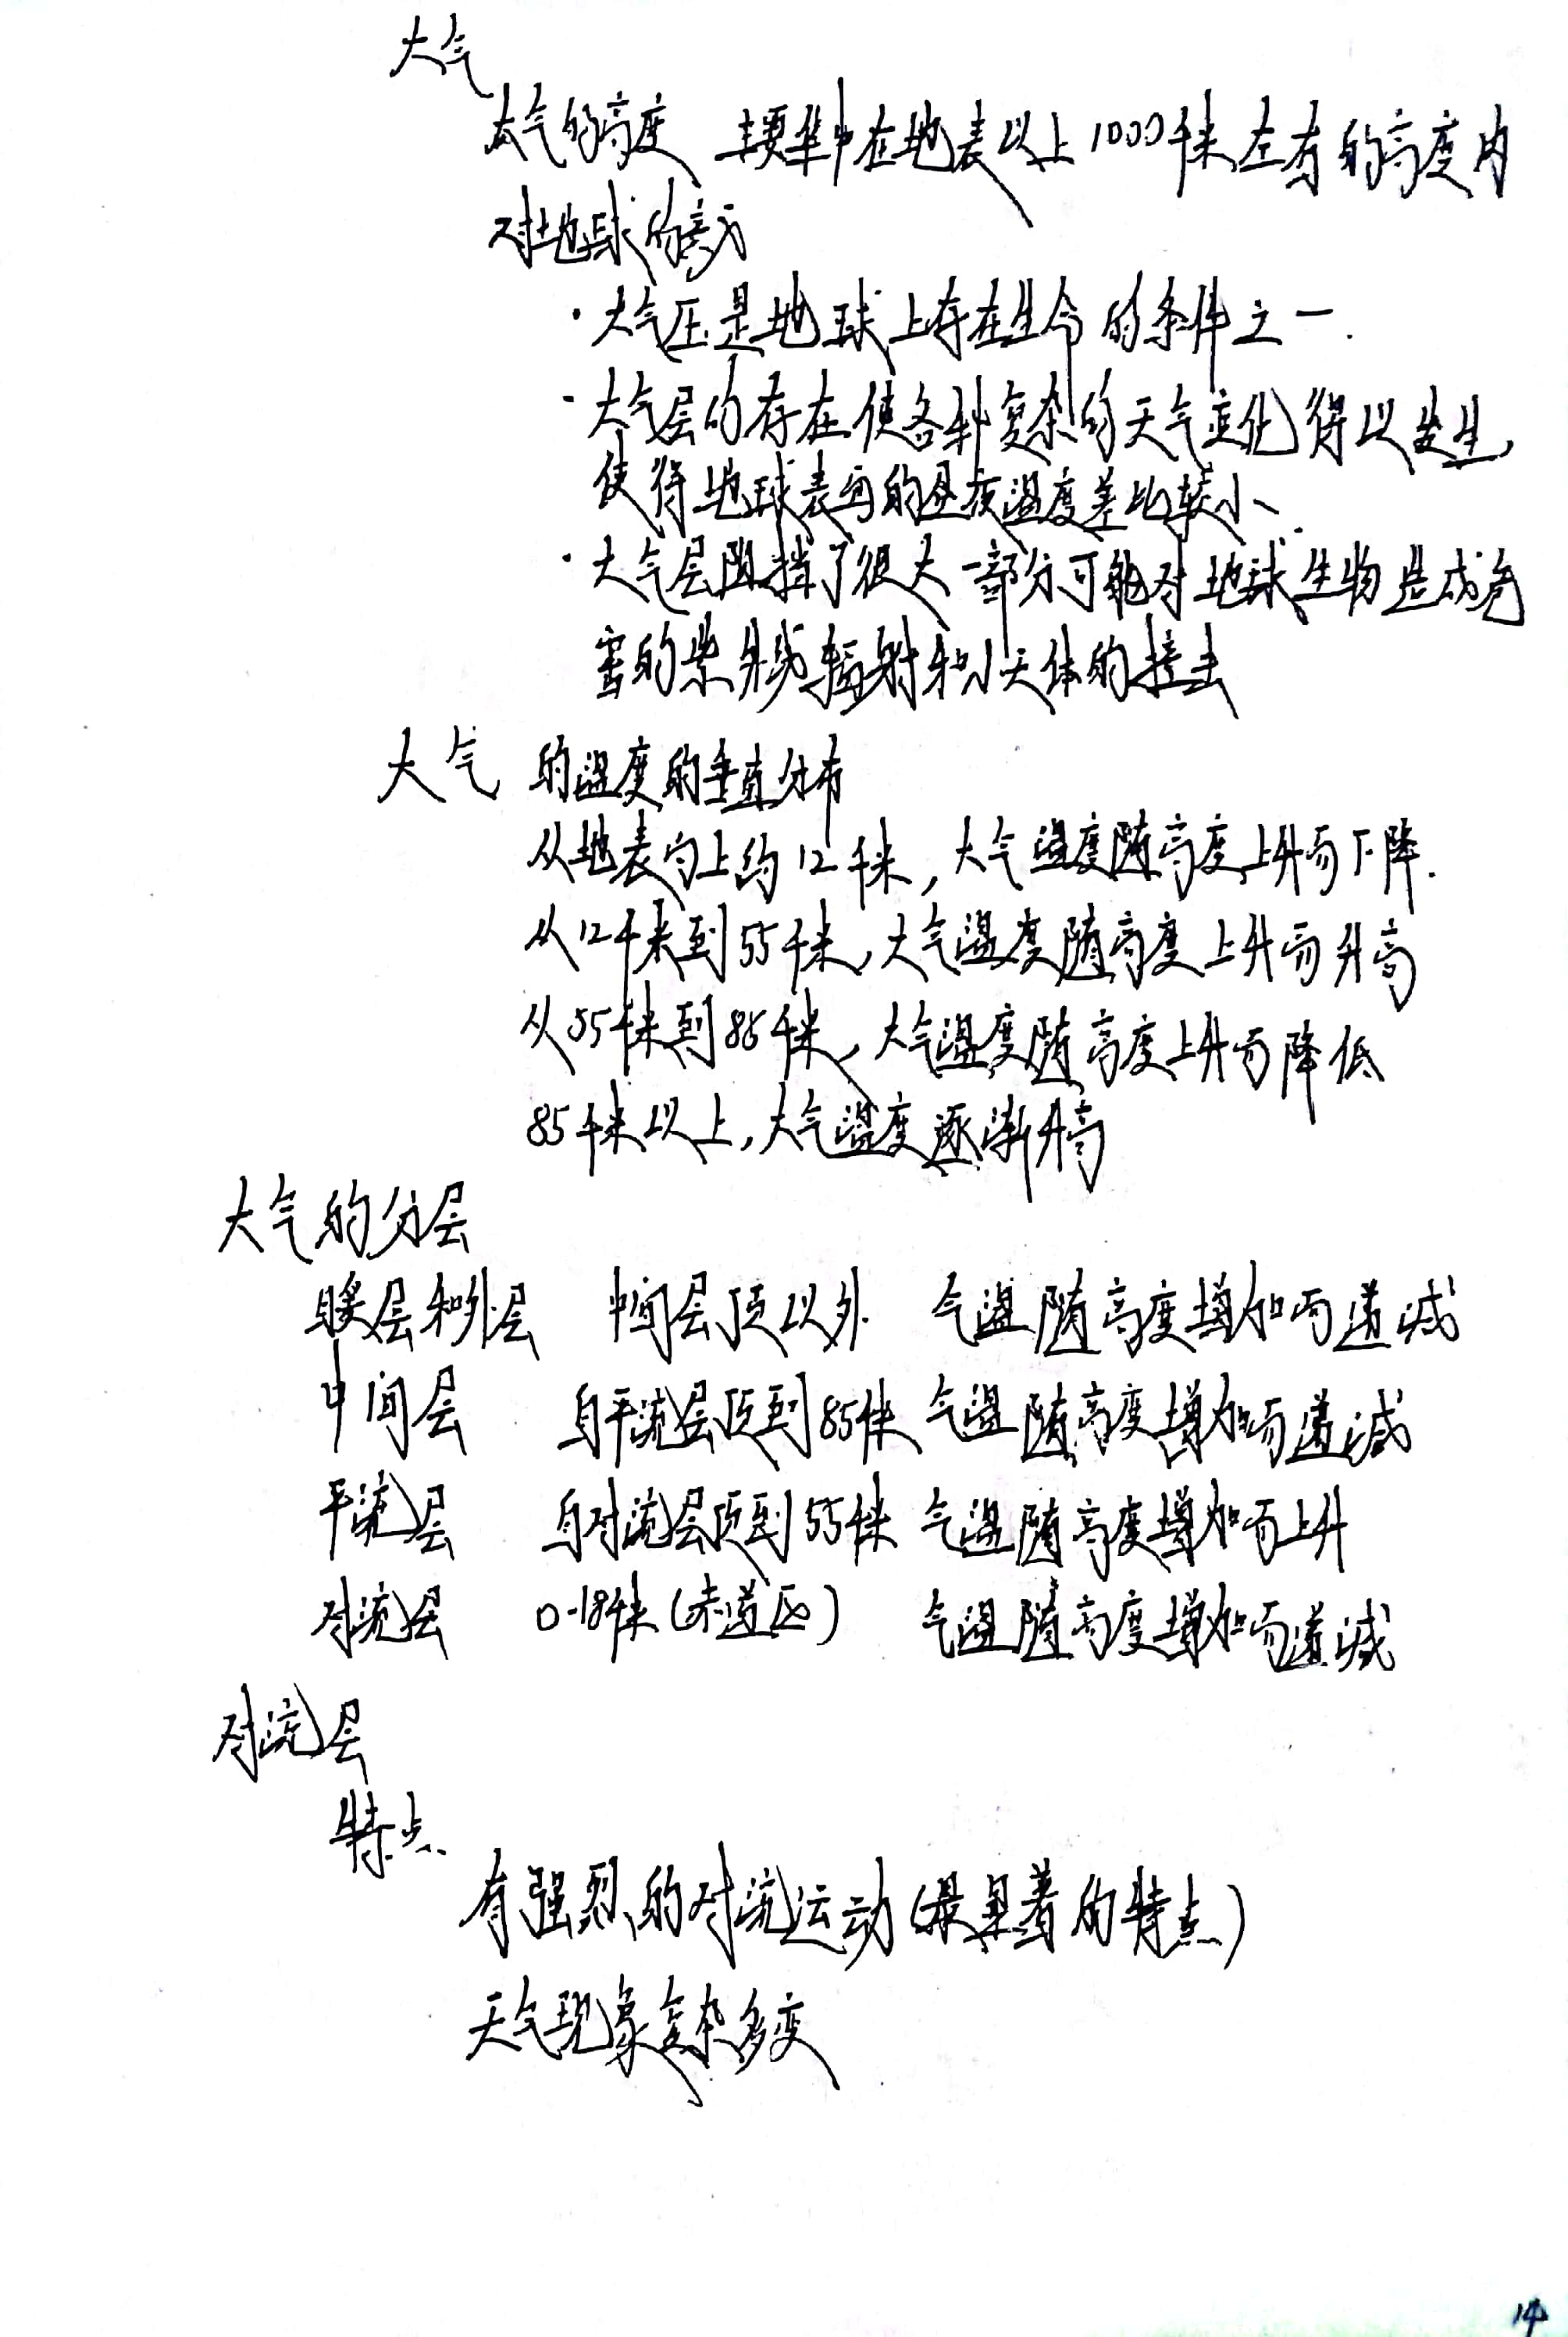 大气
大气的高度 主要集中在地表以上1000千米左右的高度内
对地球的意义
·大气压是地球上存在生命的条件之一.
·大气层的存在使各种复杂的天气变化得以发生,
使得地球表面的昼夜温度差比较小.
·大气层阻挡了很大一部分可能对地球生物造成危
害的紫外线辐射和小天体的撞击
大气的温度的垂直分布
从地表向上约12千米,大气温度随高度上升而下降.
从12千米到55千米,大气温度随高度上升而升高
从55千米到85千米,大气温度随高度上升而降低
85千米以上,大气温度逐渐升高
大气的分层
暖层和外层 中间层顶以外 气温随高度增加而递减
中间层 自平流层顶到85千米 气温随高度增加而递减
平流层 自对流层顶到55千米 气温随高度增加而上升
对流层 0-18千米(赤道区) 气温随高度增加而递减
对流层
特点
有强烈的对流运动(最显著的特点)
天气现象复杂多变
14